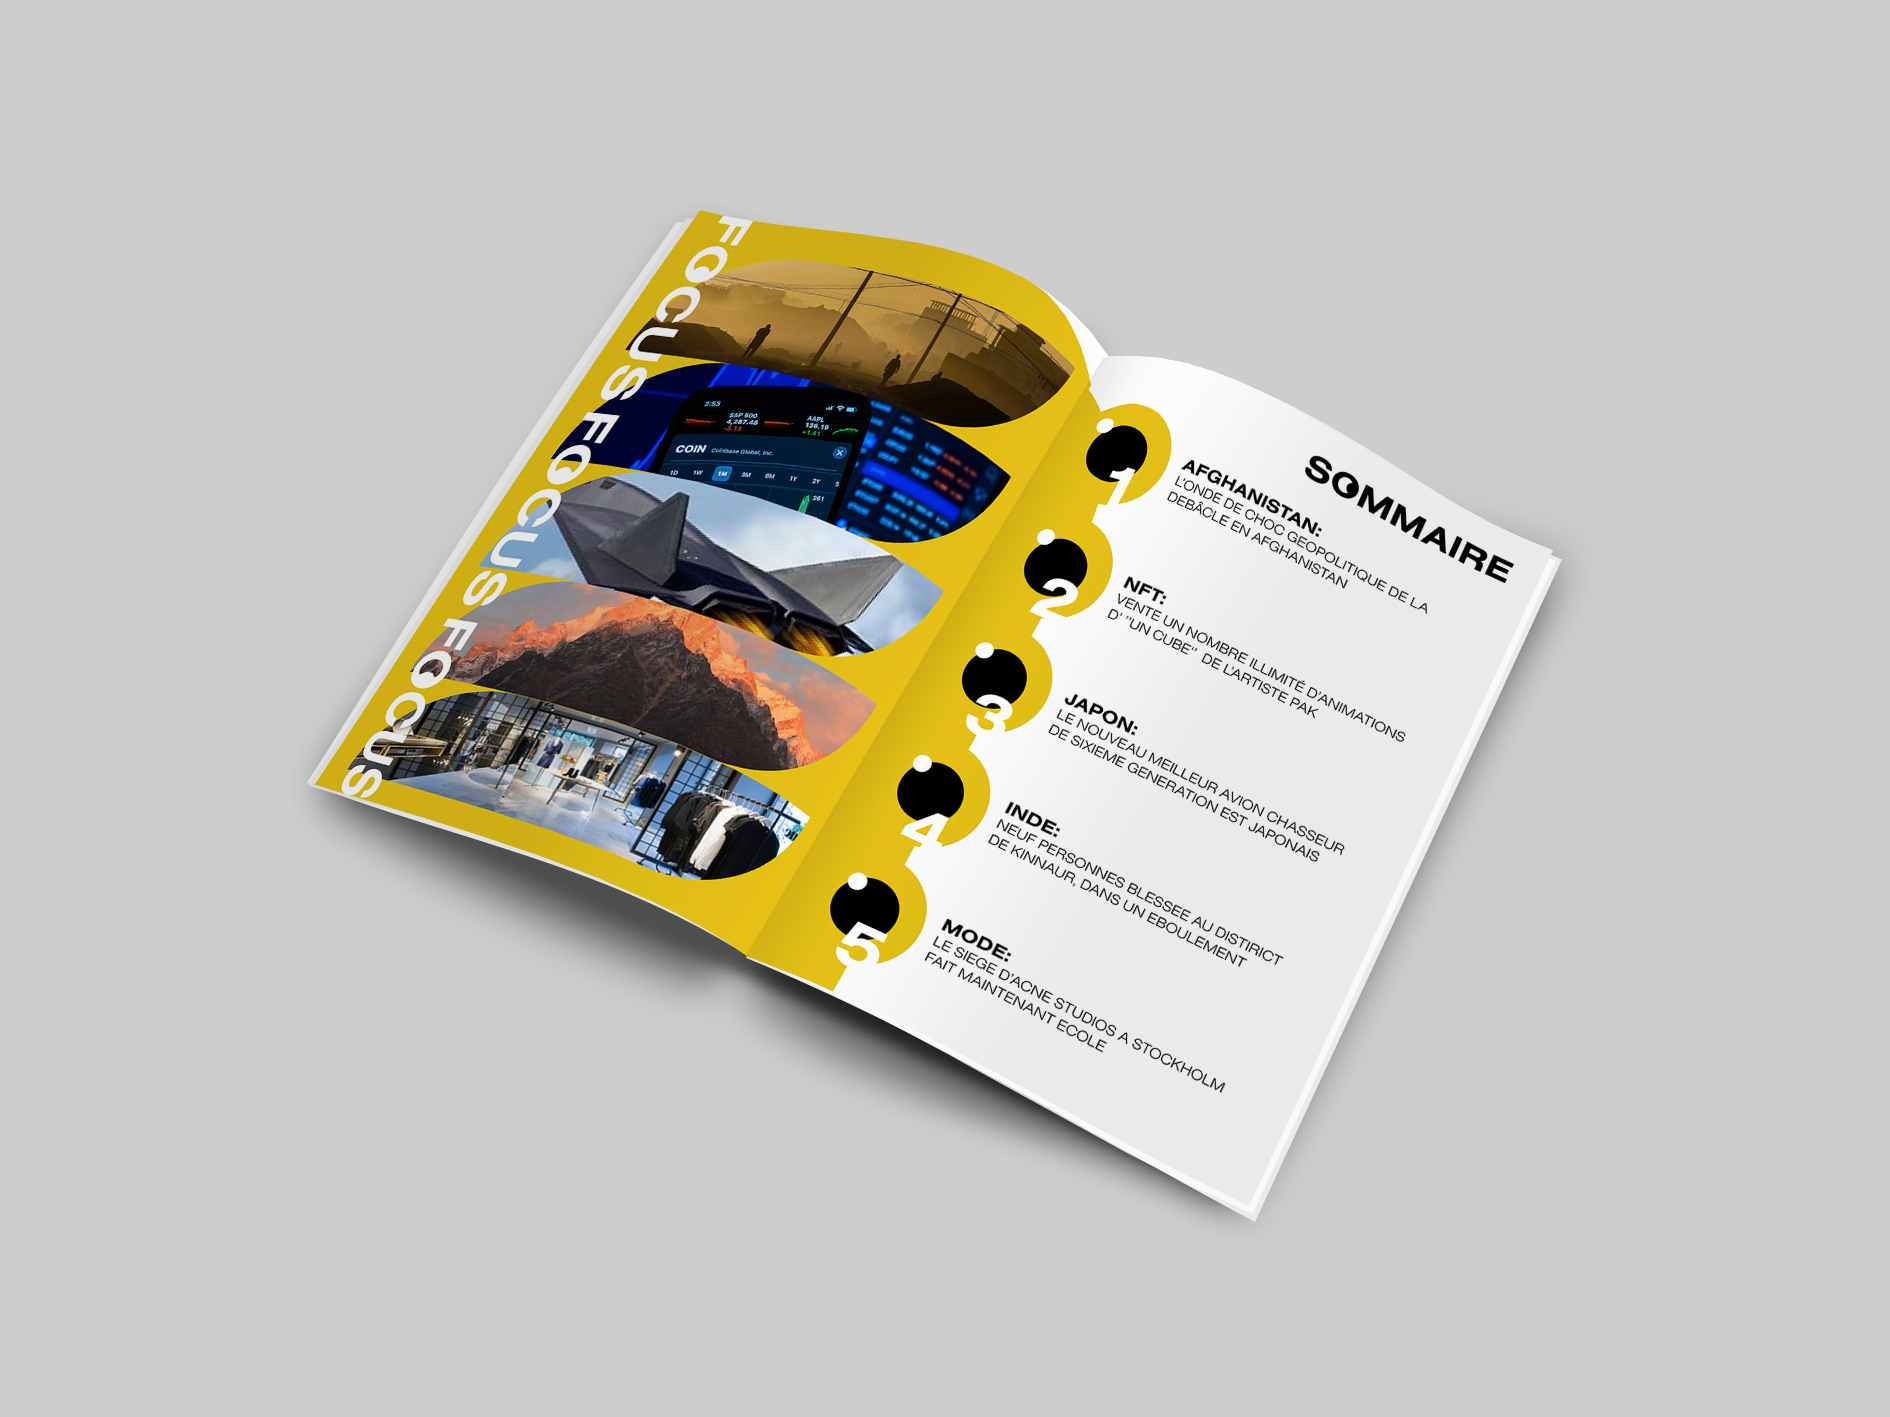 FOCUS FOCUS FOCUS
2:53
S&P 500
4,287.48
-3.13
AAPL
136.19
+1.41
COIN Coinbase Global, Inc.
1D 1W 1M 3M 6M 1Y 2Y
261
SOMMAIRE
1
AFGHANISTAN:
L'ONDE DE CHOC GEOPOLITIQUE DE LA
DEBÂCLE EN AFGHANISTAN
2
NFT:
VENTE UN NOMBRE ILLIMITÉ D'ANIMATIONS
D' "UN CUBE" DE L'ARTISTE PAK
3
JAPON:
LE NOUVEAU MEILLEUR AVION CHASSEUR
DE SIXIEME GENERATION EST JAPONAIS
4
INDE:
NEUF PERSONNES BLESSEE AU DISTIRICT
DE KINNAUR, DANS UN EBOULEMENT
5
MODE:
LE SIEGE D'ACNE STUDIOS A STOCKHOLM
FAIT MAINTENANT ECOLE